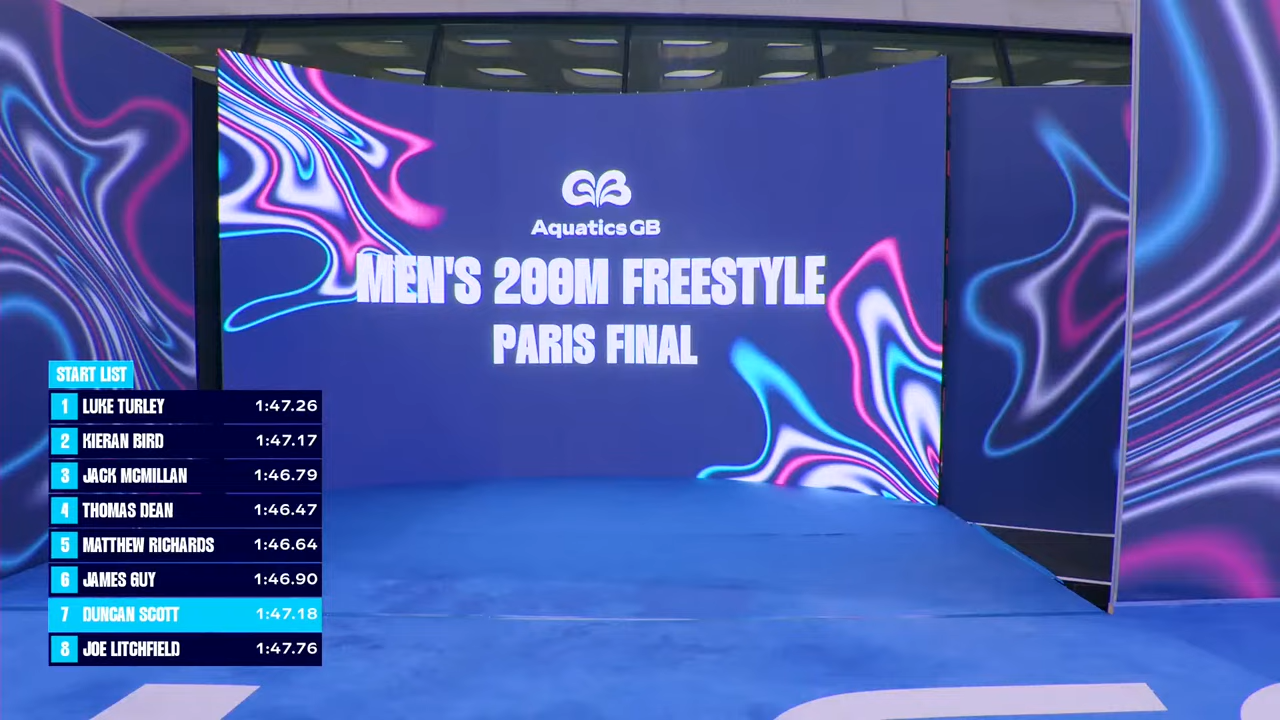 Aquatics GB
MEN'S 200M FREESTYLE
PARIS FINAL
START LIST
1 LUKE TURLEY 1:47.26
2 KIERAN BIRD 1:47.17
3 JACK MCMILLAN 1:46.79
4 THOMAS DEAN 1:46.47
5 MATTHEW RICHARDS 1:46.64
6 JAMES GUY 1:46.90
7 DUNCAN SCOTT 1:47.18
8 JOE LITCHFIELD 1:47.76